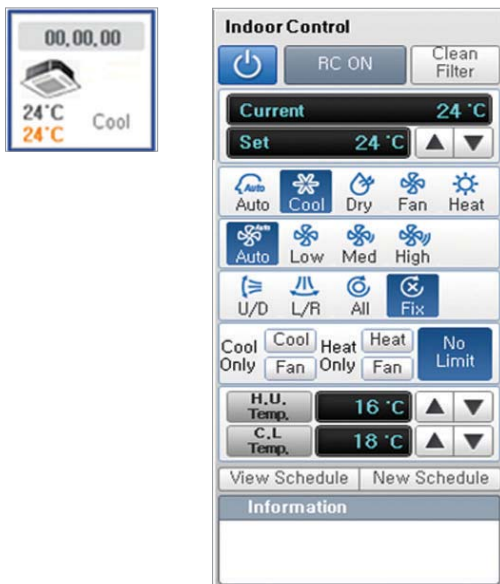 00, 00, 00
24°C
24°C
Cool
Indoor Control
RC ON
Clean Filter
Current 24 °C
Set 24 °C
Auto Cool Dry Fan Heat
Auto Low Med High
U/D L/R All Fix
Cool Only
Cool
Fan
Heat Only
Heat
Fan
No Limit
H.U. Temp. 16 °C
C.L Temp. 18 °C
View Schedule New Schedule
Information